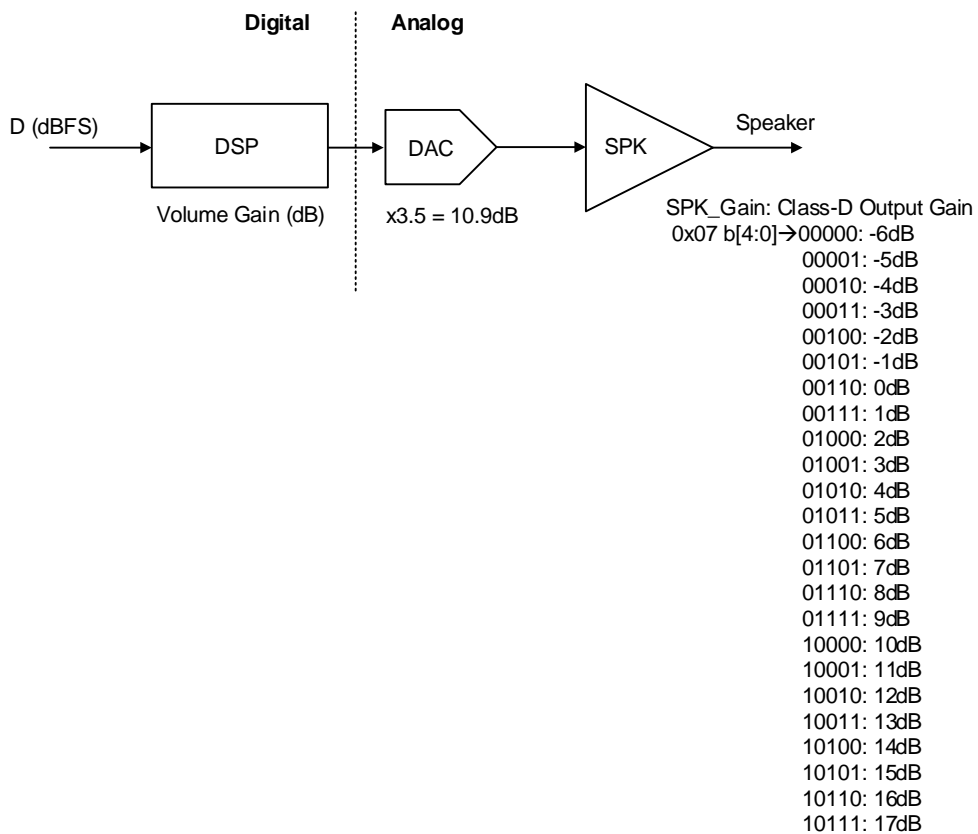 Digital
Analog
D (dBFS)
DSP
DAC
SPK
Speaker
Volume Gain (dB)
x3.5 = 10.9dB
SPK_Gain: Class-D Output Gain
0x07 b[4:0]→00000: -6dB
00001: -5dB
00010: -4dB
00011: -3dB
00100: -2dB
00101: -1dB
00110: 0dB
00111: 1dB
01000: 2dB
01001: 3dB
01010: 4dB
01011: 5dB
01100: 6dB
01101: 7dB
01110: 8dB
01111: 9dB
10000: 10dB
10001: 11dB
10010: 12dB
10011: 13dB
10100: 14dB
10101: 15dB
10110: 16dB
10111: 17dB